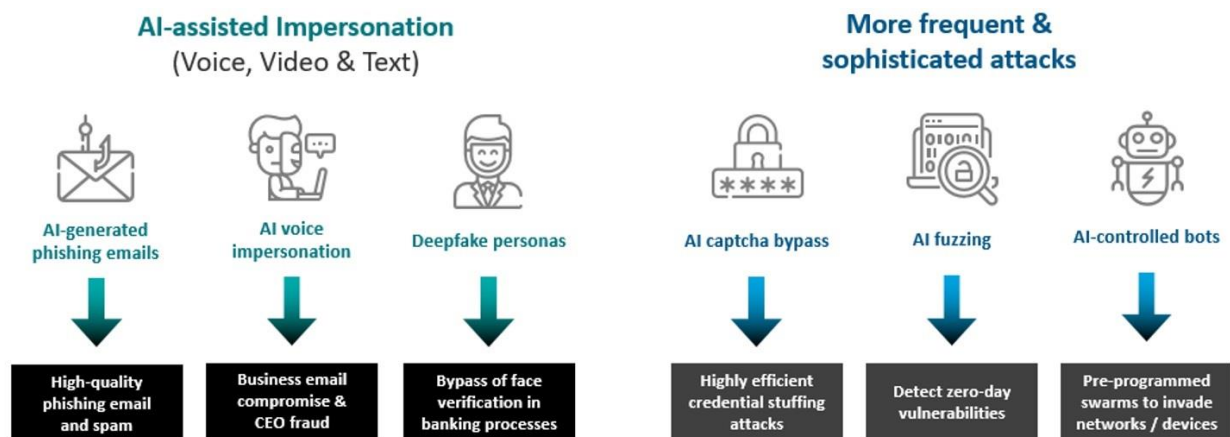 AI-assisted Impersonation
(Voice, Video & Text)
More frequent &
sophisticated attacks
AI-generated
phishing emails
AI voice
impersonation
Deepfake personas
AI captcha bypass
AI fuzzing
AI-controlled bots
High-quality
phishing email
and spam
Business email
compromise &
CEO fraud
Bypass of face
verification in
banking processes
Highly efficient
credential stuffing
attacks
Detect zero-day
vulnerabilities
Pre-programmed
swarms to invade
networks / devices